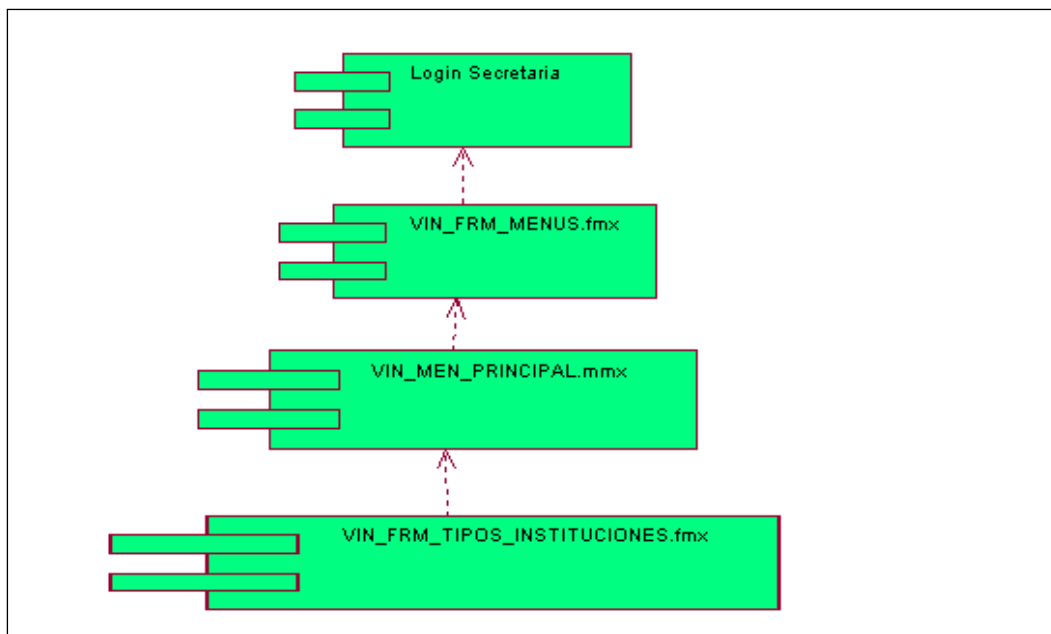 Login Secretaria
VIN_FRM_MENUS.fmx
VIN_MEN_PRINCIPAL.mmx
VIN_FRM_TIPOS_INSTITUCIONES.fmx